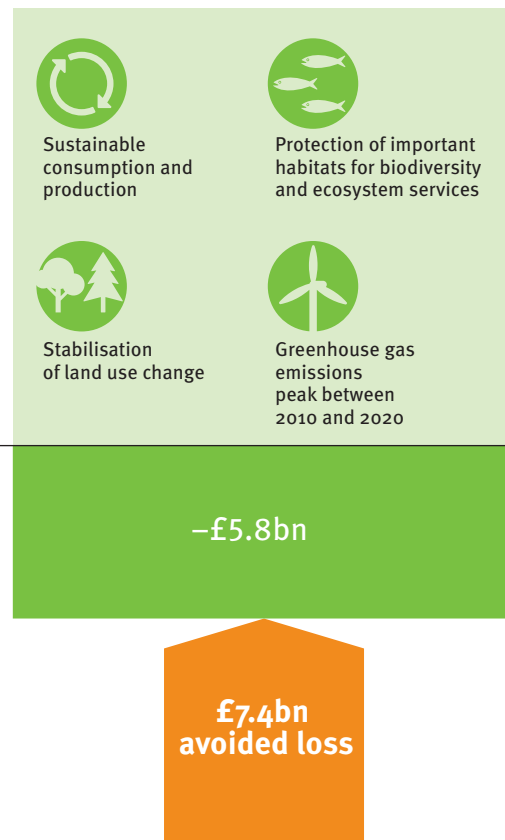 Sustainable
consumption and
production
Protection of important
habitats for biodiversity
and ecosystem services
Stabilisation
of land use change
Greenhouse gas
emissions
peak between
2010 and 2020
–£5.8bn
£7.4bn
avoided loss